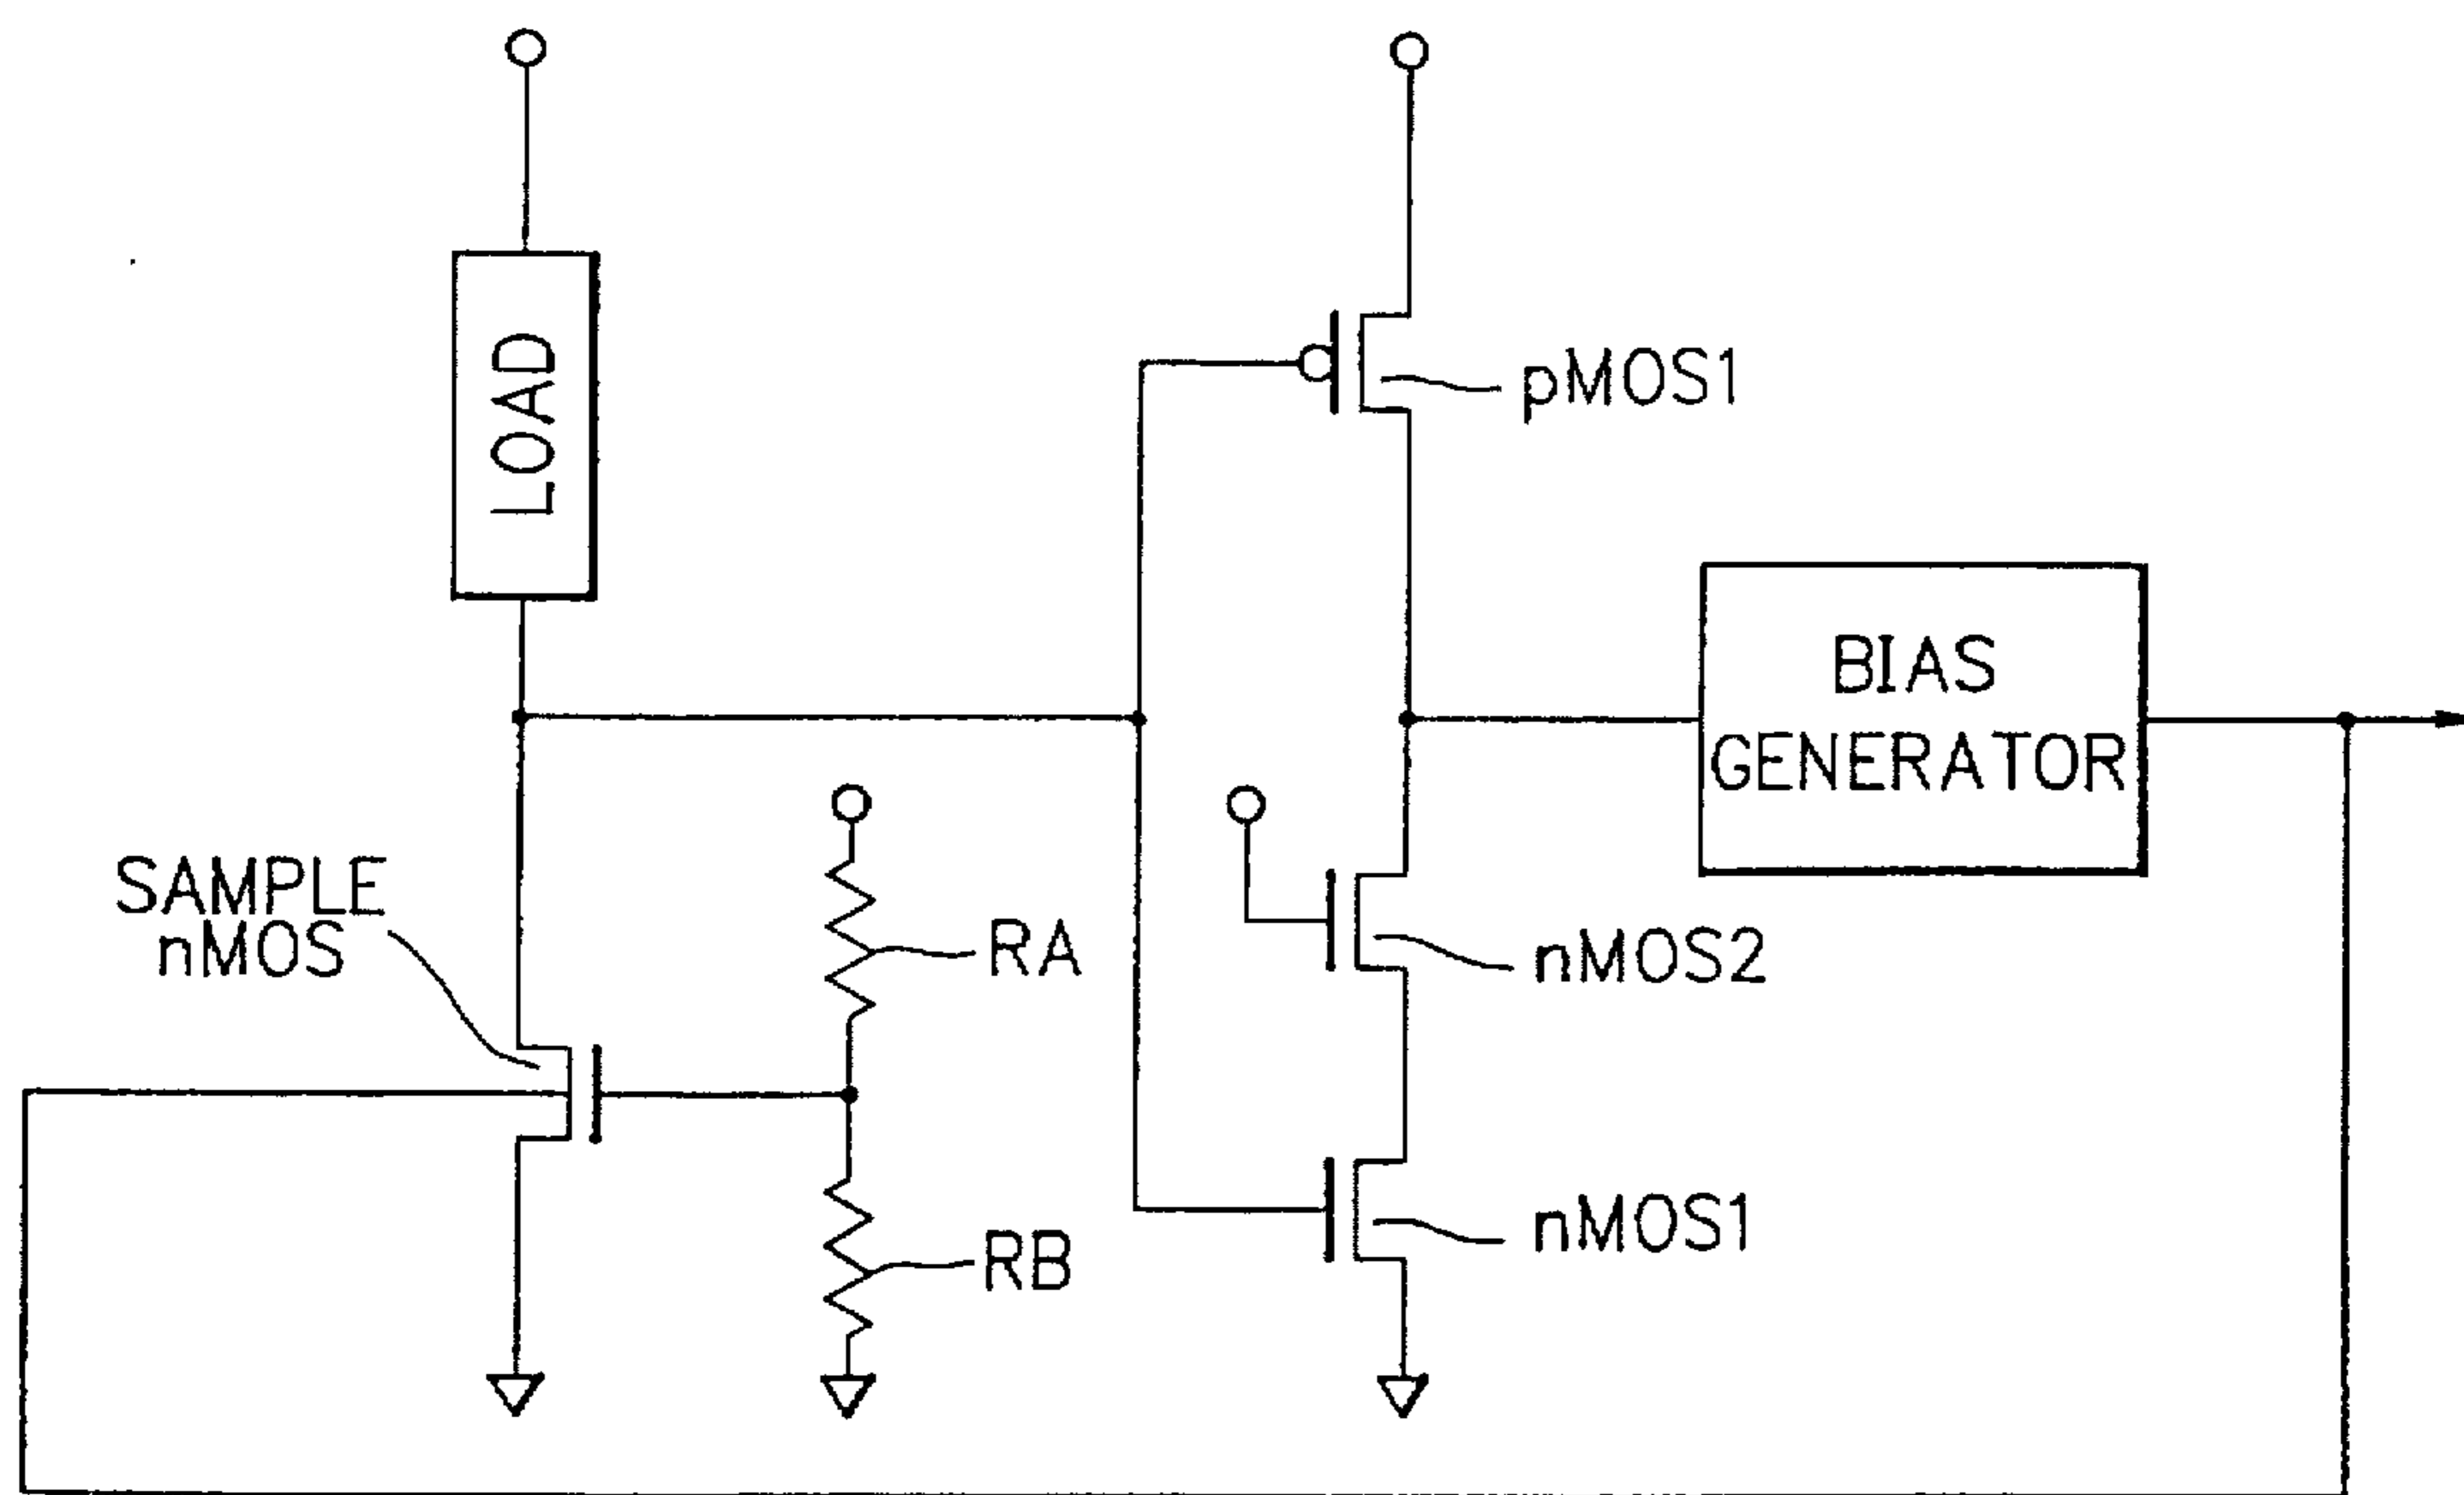 LOAD
pMOS1
BIAS
GENERATOR
SAMPLE
nMOS
RA
nMOS2
RB
nMOS1